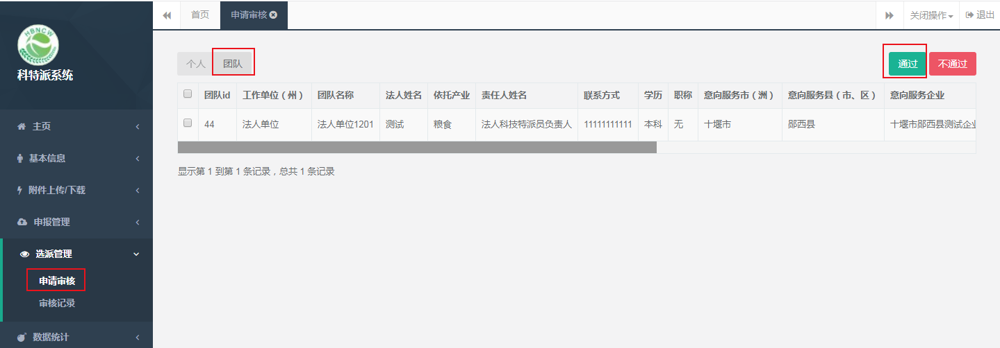 HBNCW
科特派系统
主页
基本信息
附件上传/下载
申报管理
选派管理
申请审核
审核记录
数据统计
首页 申请审核 关闭操作 退出
个人 团队 通过 不通过
团队id 工作单位（州） 团队名称 法人姓名 依托产业 责任人姓名 联系方式 学历 职称 意向服务市（洲） 意向服务县（市、区） 意向服务企业
44 法人单位 法人单位1201 测试 粮食 法人科技特派员负责人 11111111111 本科 无 十堰市 郧西县 十堰市郧西县测试企业
显示第 1 到第 1 条记录，总共 1 条记录